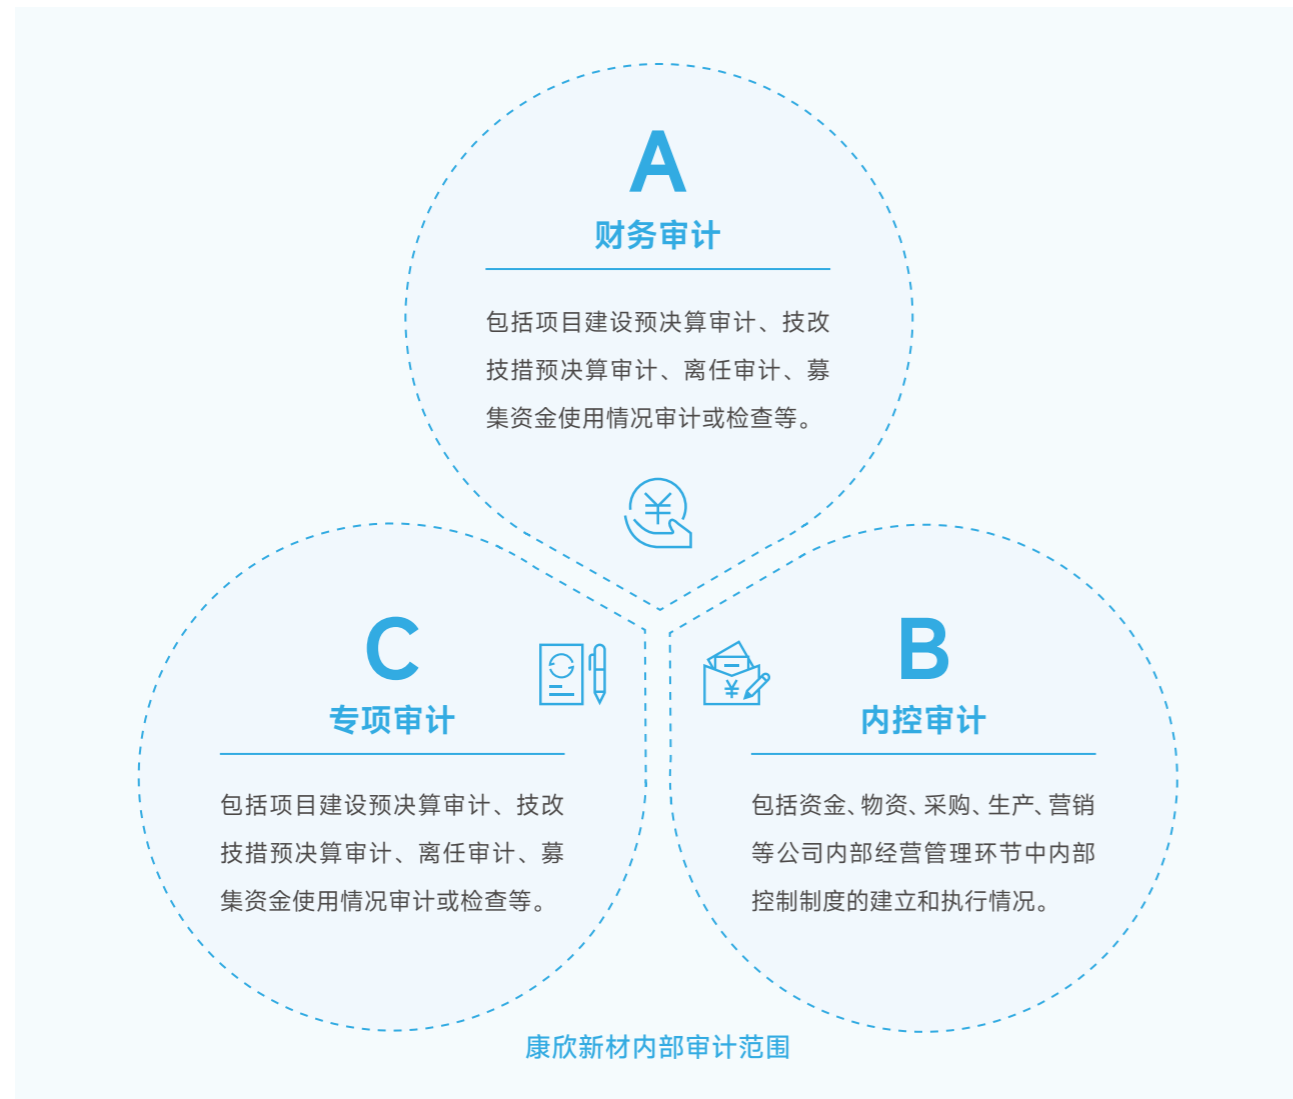 A
财务审计
包括项目建设预决算审计、技改
技措预决算审计、离任审计、募
集资金使用情况审计或检查等。
C
专项审计
包括项目建设预决算审计、技改
技措预决算审计、离任审计、募
集资金使用情况审计或检查等。
B
内控审计
包括资金、物资、采购、生产、营销
等公司内部经营管理环节中内部
控制制度的建立和执行情况。
康欣新材内部审计范围